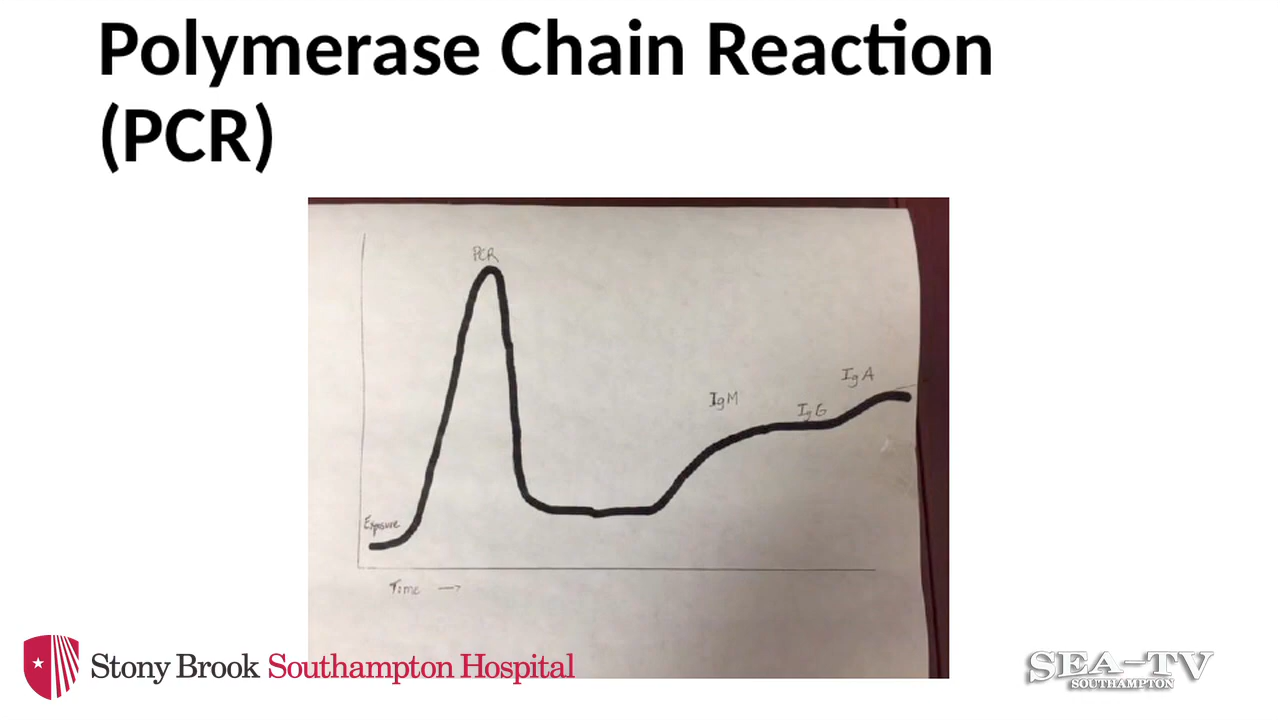 Polymerase Chain Reaction
(PCR)
PCR
IgA
IgM
IgG
Exposure
Time →
Stony Brook Southampton Hospital
SEA-TV
SOUTHAMPTON